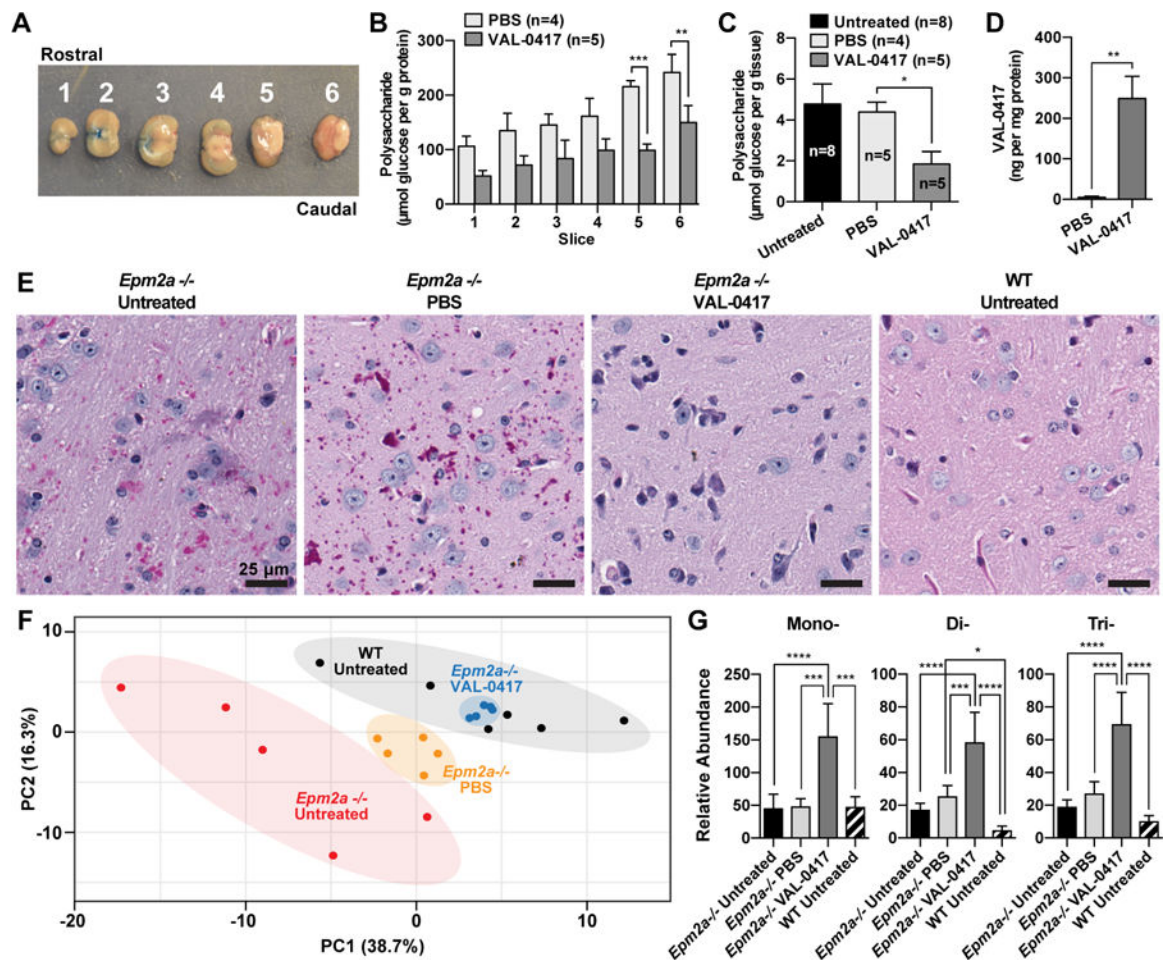 A
Rostral
1 2 3 4 5 6
Caudal
B
PBS (n=4)
VAL-0417 (n=5)
Polysaccharide
(µmol glucose per g protein)
300
200
100
0
***
**
1 2 3 4 5 6
Slice
C
Untreated (n=8)
PBS (n=4)
VAL-0417 (n=5)
Polysaccharide
(µmol glucose per g tissue)
8
6
4
2
0
*
n=8
n=5
n=5
Untreated
PBS
VAL-0417
D
VAL-0417
(ng per mg protein)
400
300
200
100
0
**
PBS
VAL-0417
E
Epm2a -/-
Untreated
Epm2a -/-
PBS
Epm2a -/-
VAL-0417
WT
Untreated
25 µm
F
PC2 (16.3%)
10
0
-10
WT
Untreated
Epm2a-/-
VAL-0417
Epm2a-/-
PBS
Epm2a -/-
Untreated
-20 -10 0 10
PC1 (38.7%)
G
Relative Abundance
Mono-
250
200
150
100
50
0
****
*** ***
Epm2a-/- Untreated
Epm2a-/- PBS
Epm2a-/- VAL-0417
WT Untreated
Di-
100
80
60
40
20
0
*
****
*** ****
Epm2a-/- Untreated
Epm2a-/- PBS
Epm2a-/- VAL-0417
WT Untreated
Tri-
100
80
60
40
20
0
****
**** ****
Epm2a-/- Untreated
Epm2a-/- PBS
Epm2a-/- VAL-0417
WT Untreated